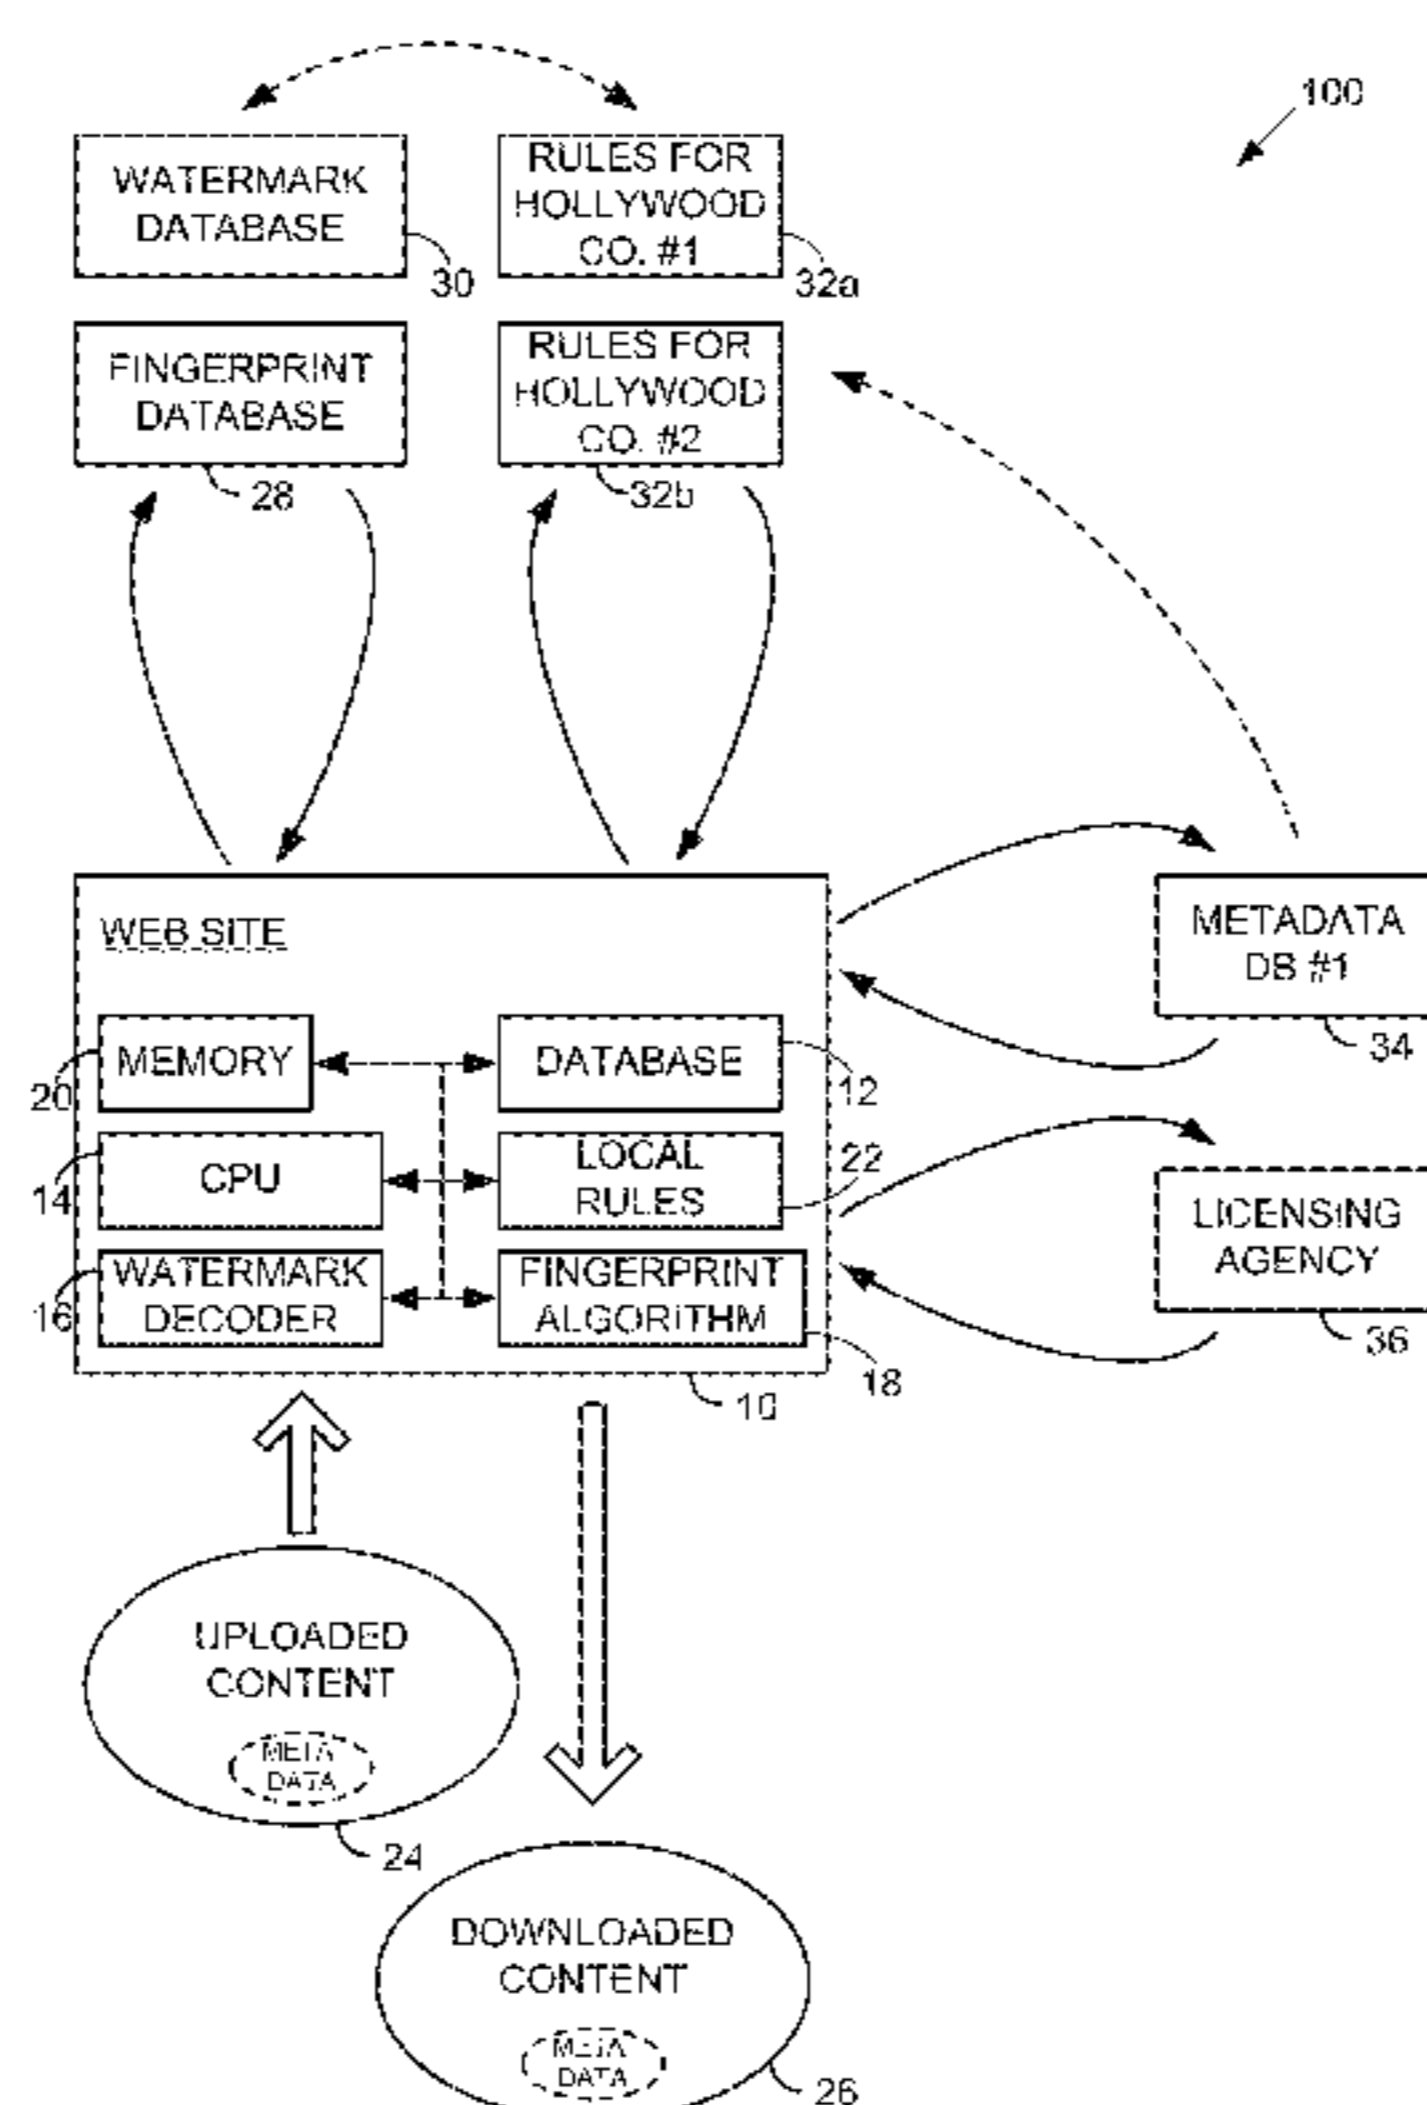 100
WATERMARK
DATABASE
30
RULES FOR
HOLLYWOOD
CO. #1
32a
FINGERPRINT
DATABASE
28
RULES FOR
HOLLYWOOD
CO. #2
32b
WEB SITE
METADATA
DB #1
34
MEMORY
20
DATABASE
12
CPU
14
LOCAL
RULES
22
WATERMARK
DECODER
16
FINGERPRINT
ALGORITHM
18
10
LICENSING
AGENCY
36
UPLOADED
CONTENT
META
DATA
24
DOWNLOADED
CONTENT
META
DATA
26